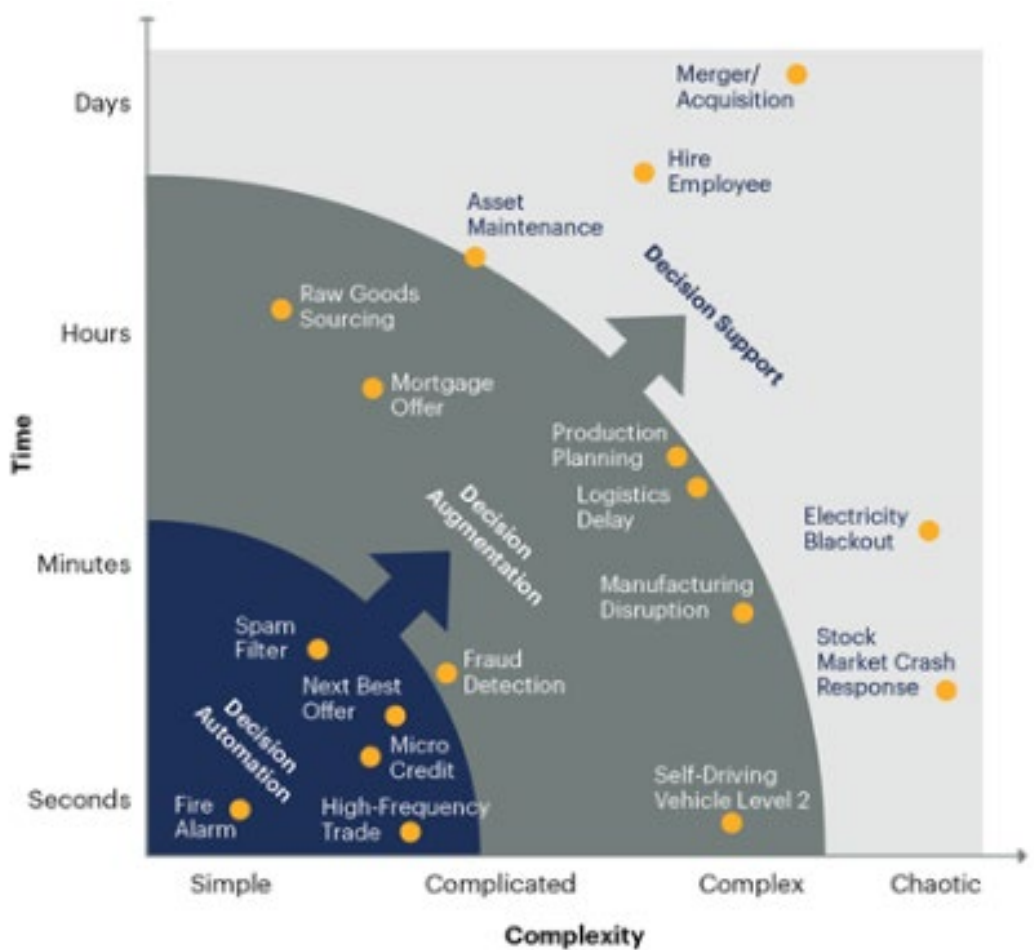 Days
Merger/
Acquisition
Hire
Employee
Asset
Maintenance
Decision Support
Raw Goods
Sourcing
Hours
Mortgage
Offer
Time
Production
Planning
Logistics
Delay
Decision
Augmentation
Electricity
Blackout
Minutes
Manufacturing
Disruption
Spam
Filter
Stock
Market Crash
Response
Fraud
Detection
Next Best
Offer
Decision
Automation
Micro
Credit
Self-Driving
Vehicle Level 2
Seconds
Fire
Alarm
High-Frequency
Trade
Simple
Complicated
Complex
Chaotic
Complexity